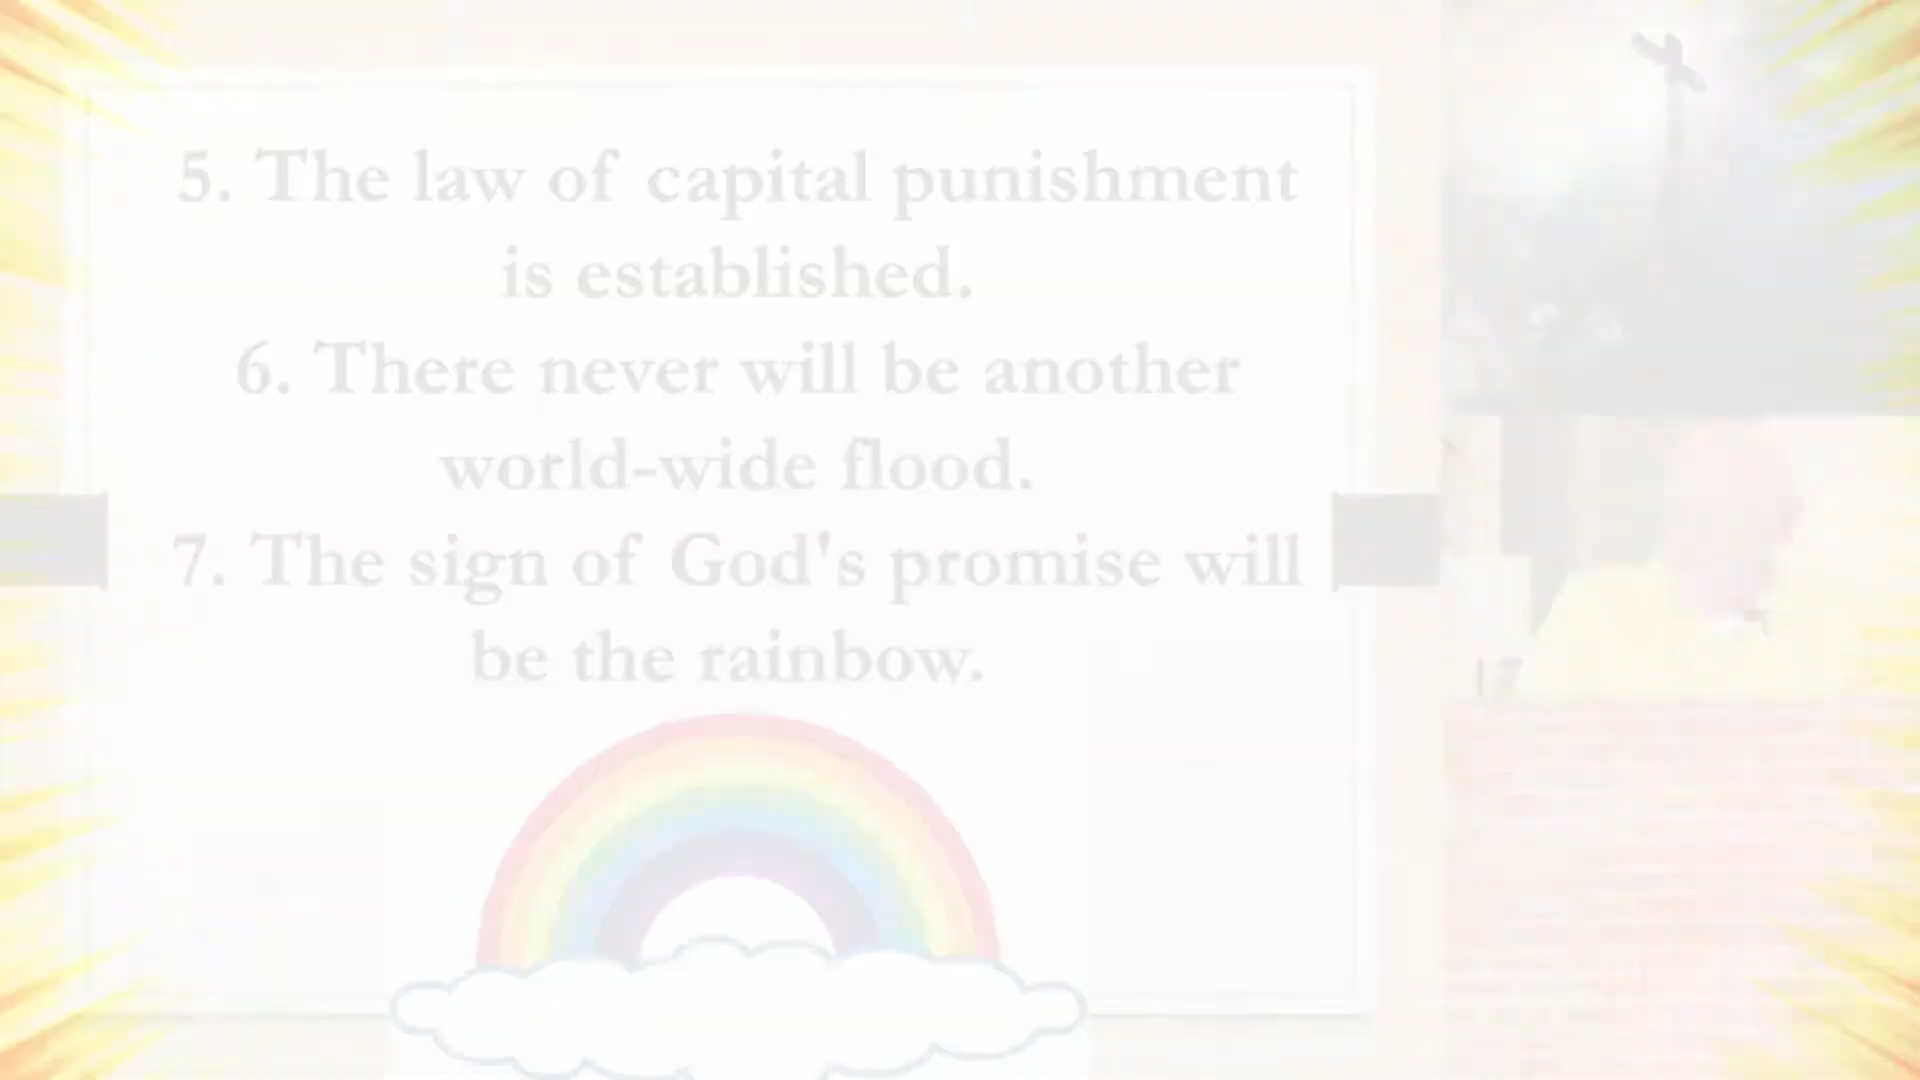 5. The law of capital punishment
is established.
6. There never will be another
world-wide flood.
7. The sign of God's promise will
be the rainbow.